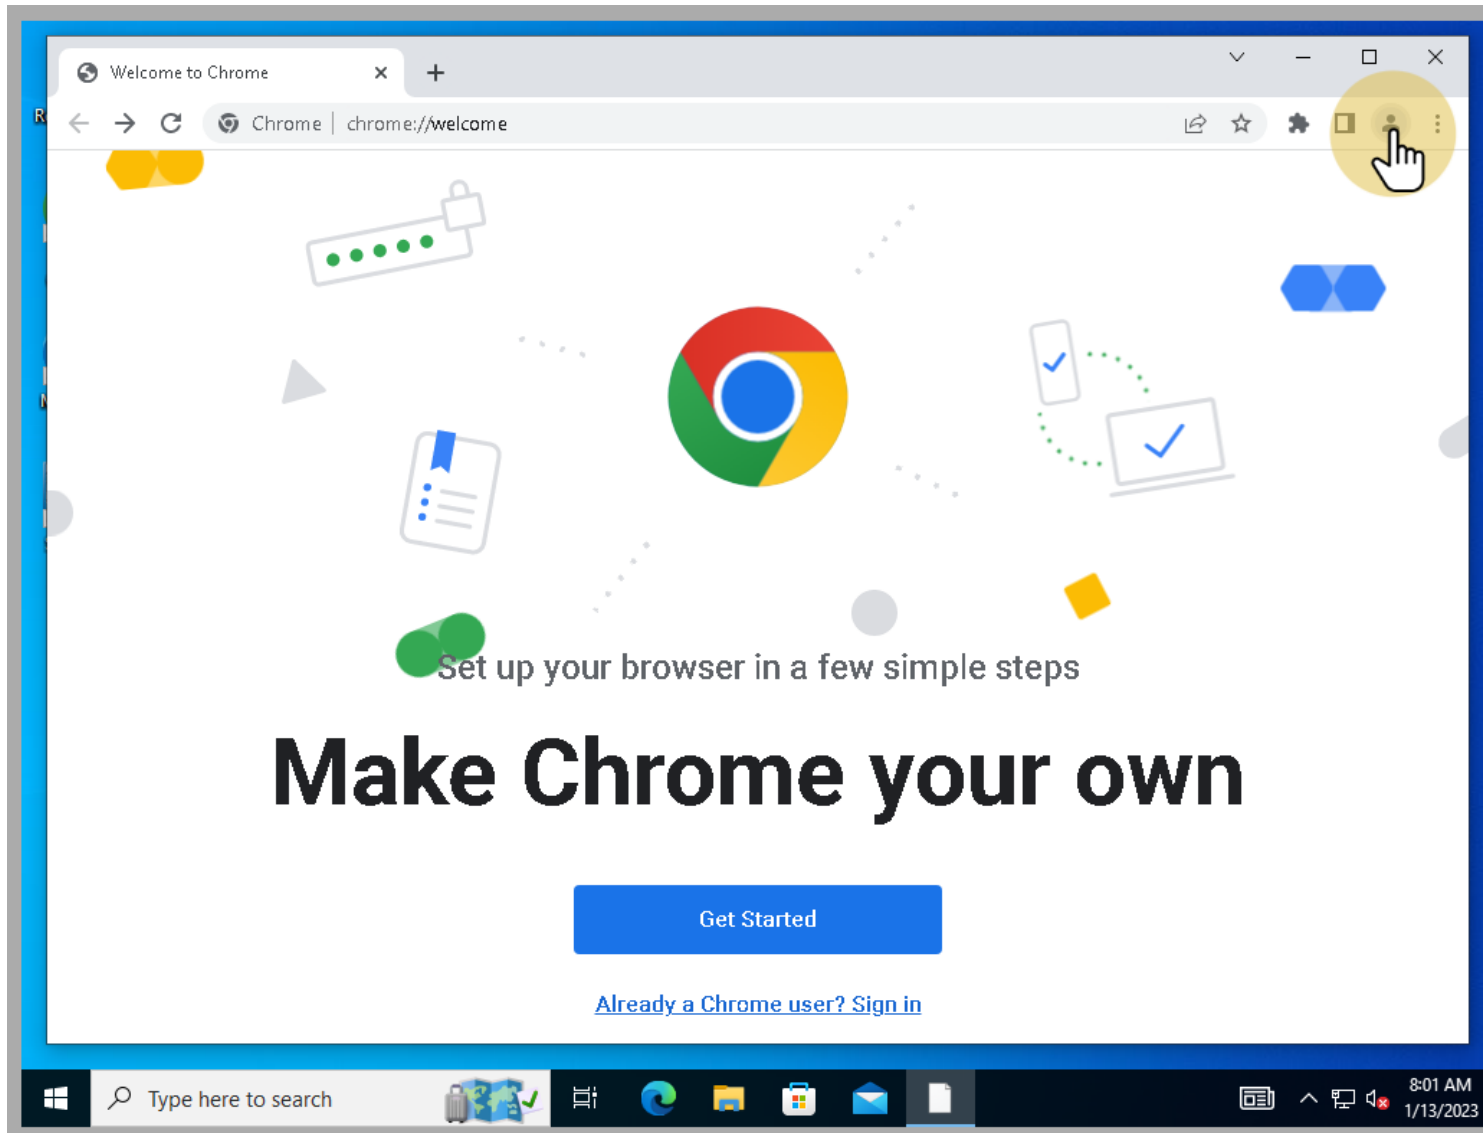 Welcome to Chrome
Chrome | chrome://welcome
Set up your browser in a few simple steps
Make Chrome your own
Get Started
Already a Chrome user? Sign in
Type here to search
8:01 AM
1/13/2023